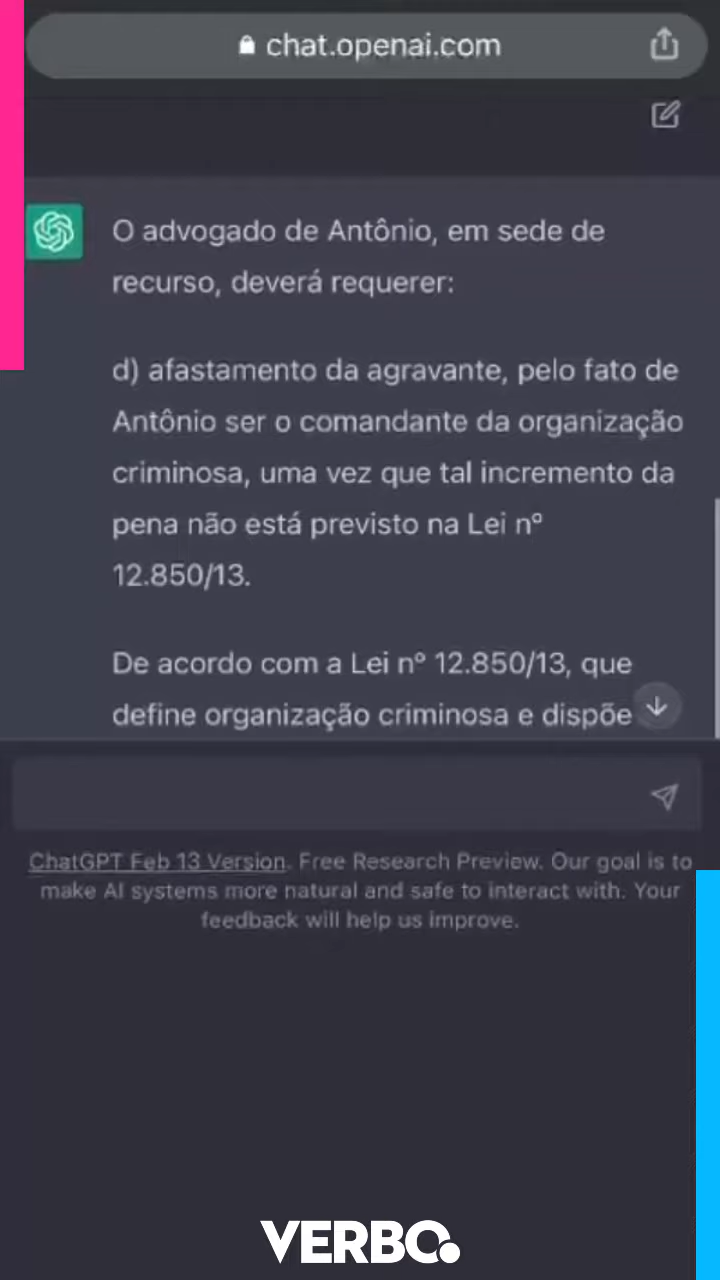 chat.openai.com
O advogado de Antônio, em sede de
recurso, deverá requerer:
d) afastamento da agravante, pelo fato de
Antônio ser o comandante da organização
criminosa, uma vez que tal incremento da
pena não está previsto na Lei nº
12.850/13.
De acordo com a Lei nº 12.850/13, que
define organização criminosa e dispõe
ChatGPT Feb 13 Version. Free Research Preview. Our goal is to
make AI systems more natural and safe to interact with. Your
feedback will help us improve.
VERBO.